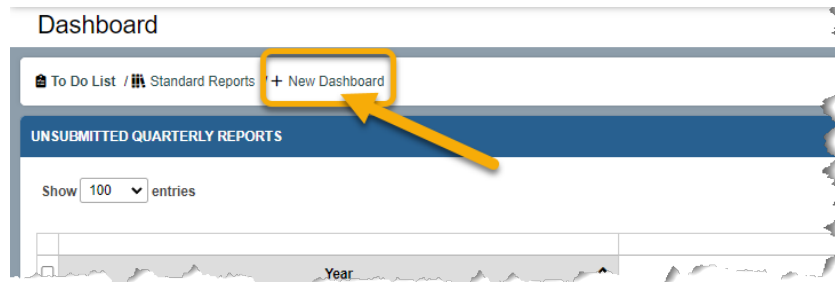 Dashboard
To Do List / Standard Reports / + New Dashboard
UNSUBMITTED QUARTERLY REPORTS
Show 100 entries
Year